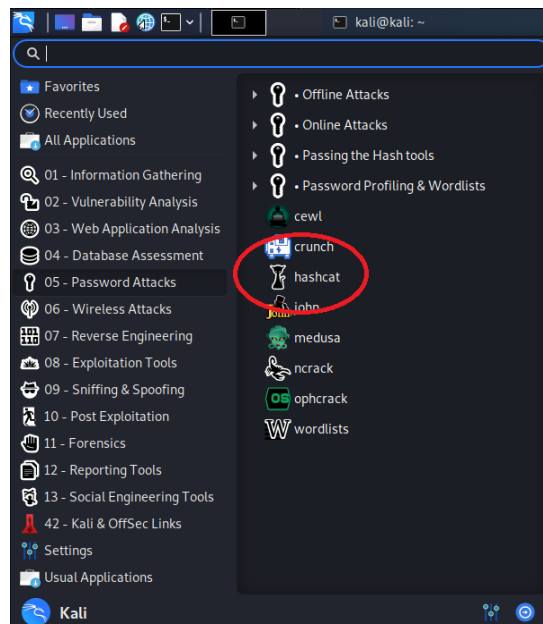 kali@kali: ~
Favorites
Recently Used
All Applications
01 - Information Gathering
02 - Vulnerability Analysis
03 - Web Application Analysis
04 - Database Assessment
05 - Password Attacks
06 - Wireless Attacks
07 - Reverse Engineering
08 - Exploitation Tools
09 - Sniffing & Spoofing
10 - Post Exploitation
11 - Forensics
12 - Reporting Tools
13 - Social Engineering Tools
42 - Kali & OffSec Links
Settings
Usual Applications
• Offline Attacks
• Online Attacks
• Passing the Hash tools
• Password Profiling & Wordlists
cewl
crunch
hashcat
john
medusa
ncrack
ophcrack
wordlists
Kali